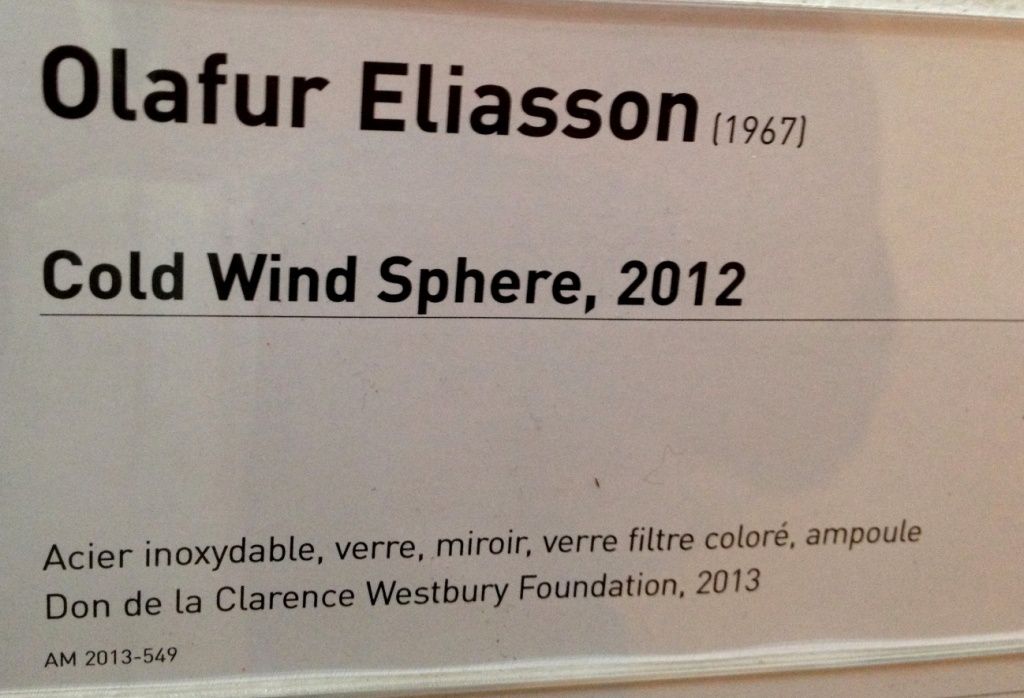 Olafur Eliasson (1967)
Cold Wind Sphere, 2012
Acier inoxydable, verre, miroir, verre filtre coloré, ampoule
Don de la Clarence Westbury Foundation, 2013
AM 2013-549